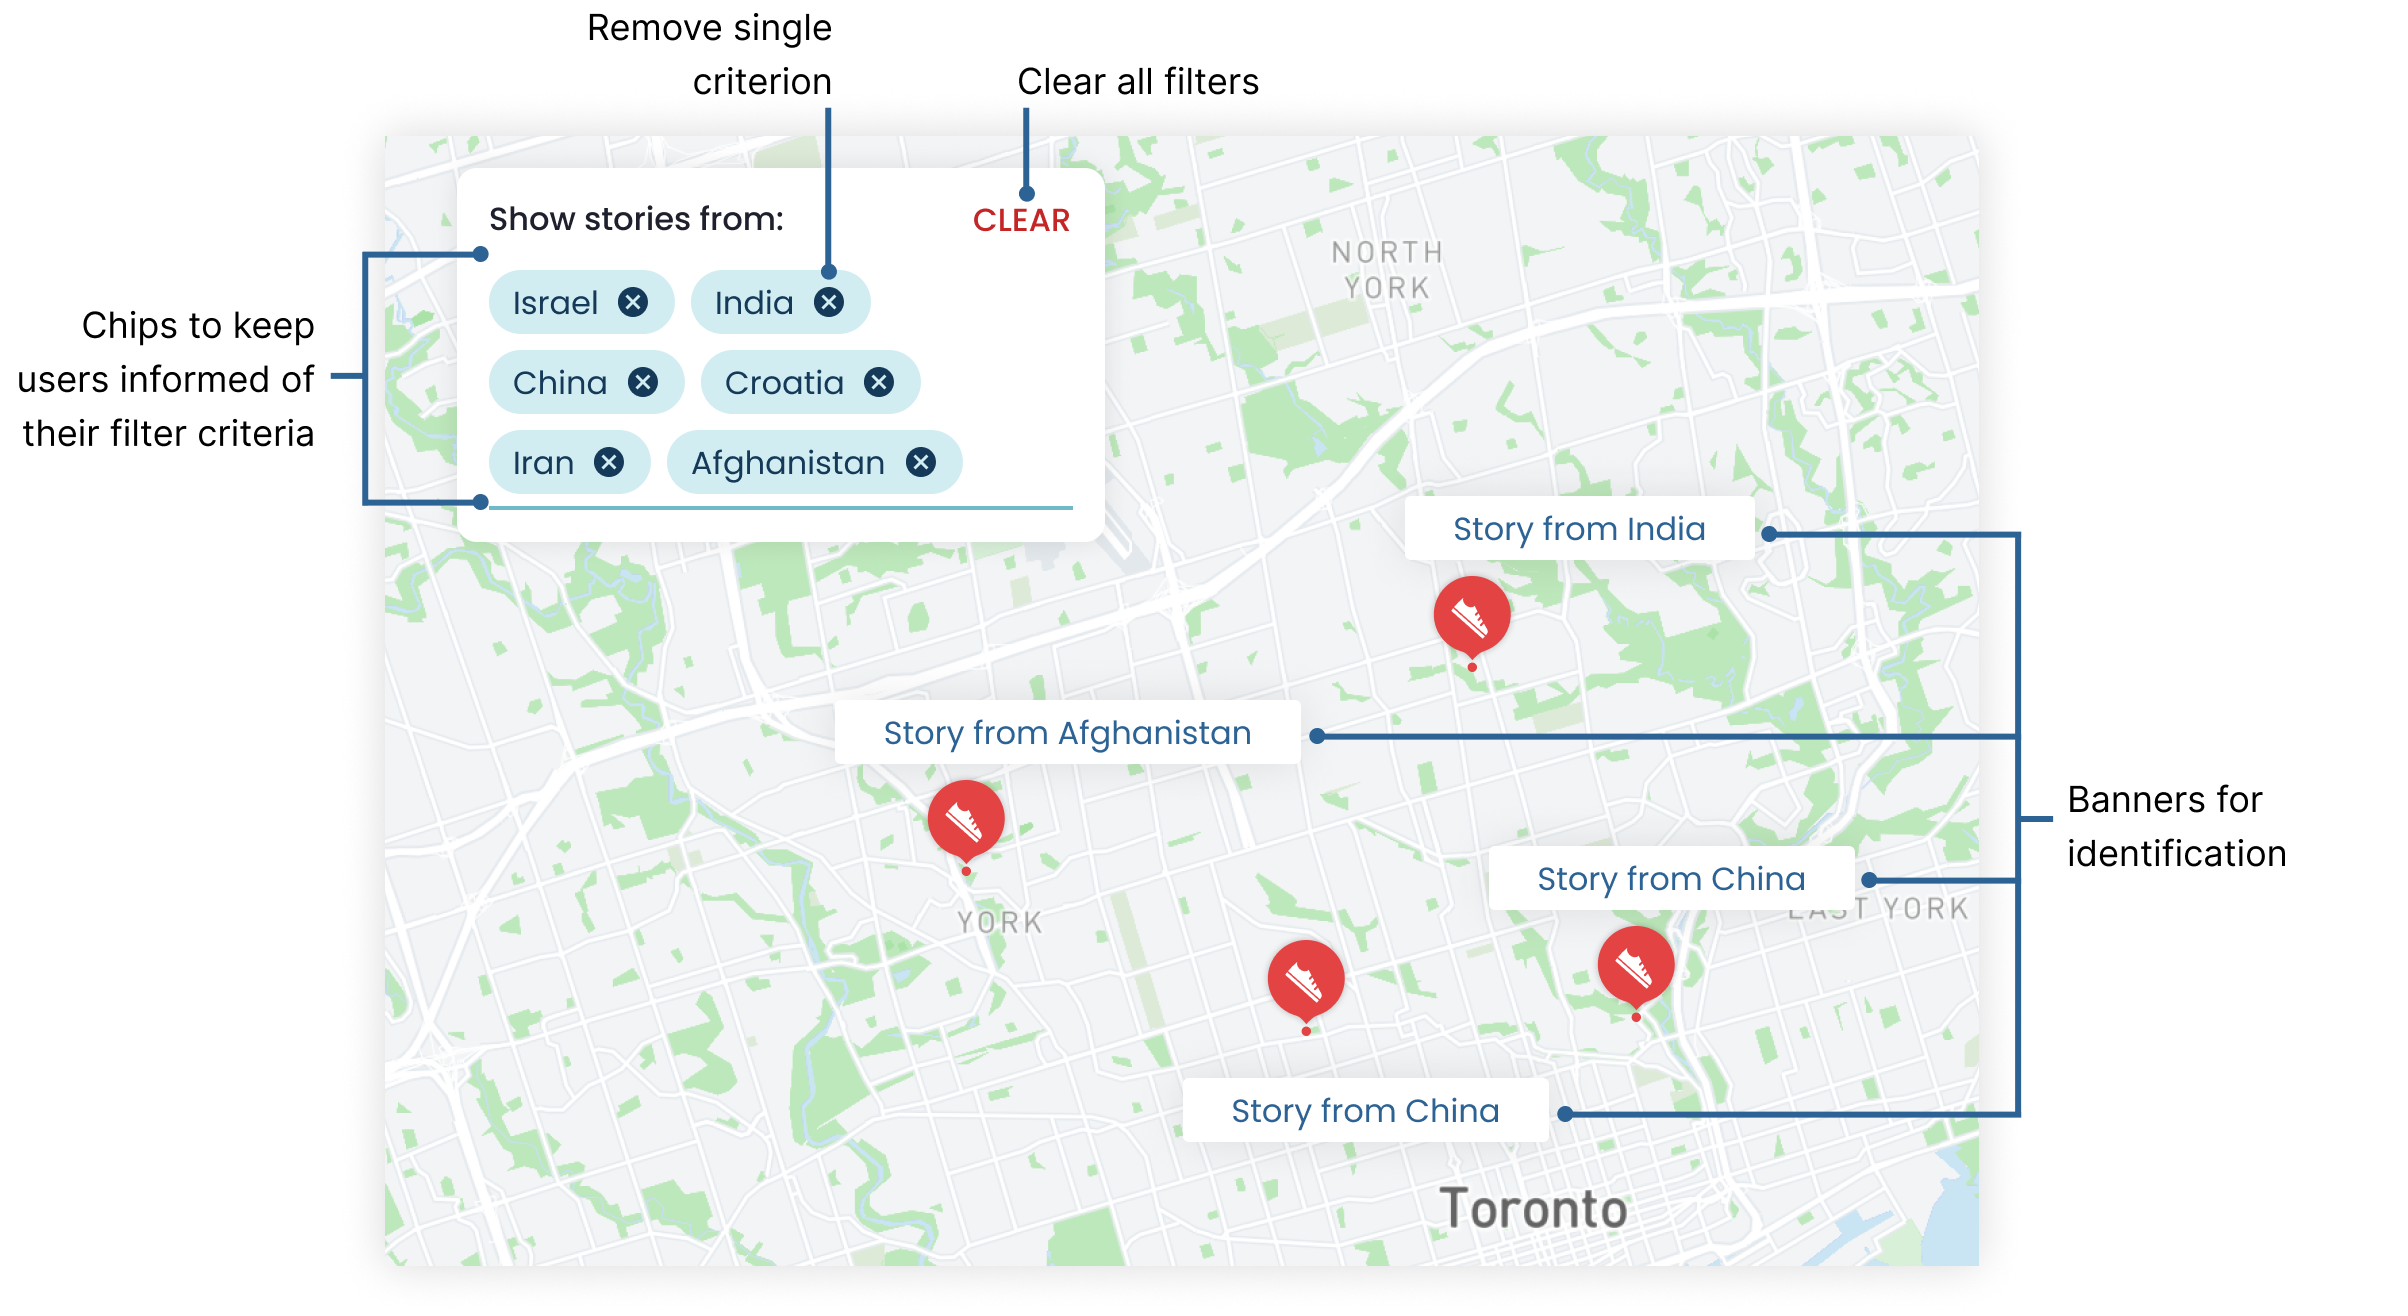 Remove single
criterion
Clear all filters
Show stories from:
CLEAR
Israel
India
China
Croatia
Iran
Afghanistan
Chips to keep
users informed of
their filter criteria
NORTH
YORK
Story from India
Story from Afghanistan
Banners for
identification
Story from China
EAST YORK
YORK
Story from China
Toronto